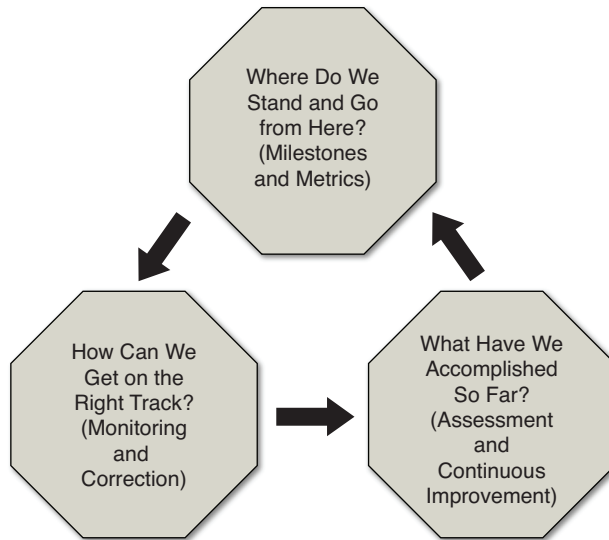 Where Do We
Stand and Go
from Here?
(Milestones
and Metrics)
How Can We
Get on the
Right Track?
(Monitoring
and
Correction)
What Have We
Accomplished
So Far?
(Assessment
and
Continuous
Improvement)